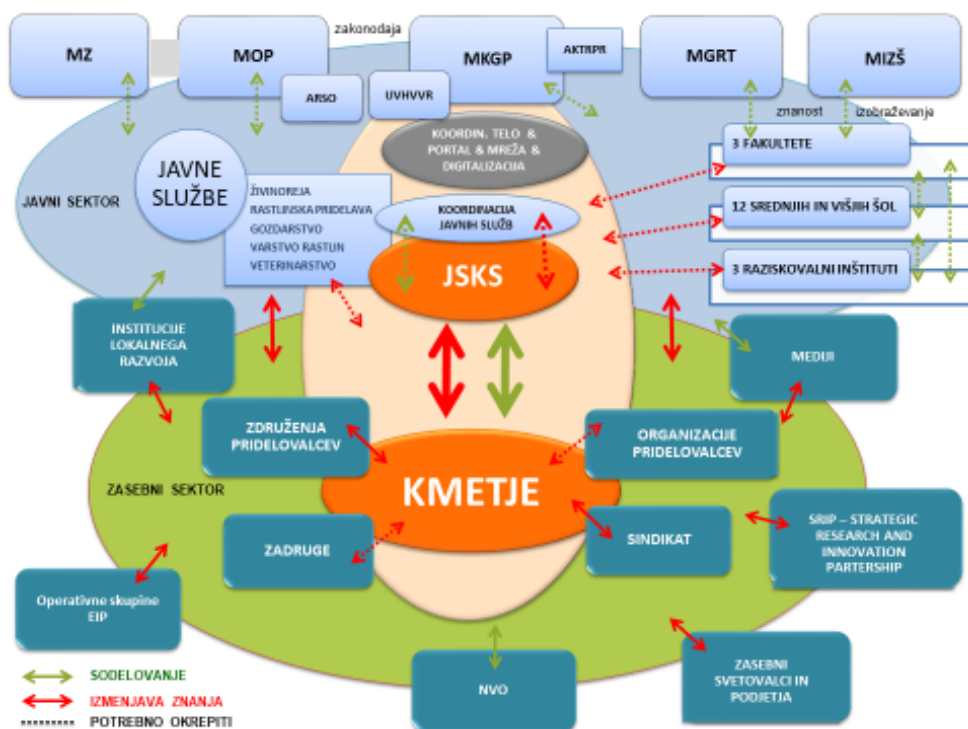 zakonodaja
MZ
MOP
MKGP
AKTRPR
MGRT
MIZŠ
ARSO
UVHVVR
znanost
izobraževanje
KOORDIN. TELO &
PORTAL & MREŽA &
DIGITALIZACIJA
3 FAKULTETE
JAVNE
SLUŽBE
JAVNI SEKTOR
ŽIVINOREJA
RASTLINSKA PRIDELAVA
GOZDARSTVO
VARSTVO RASTLIN
VETERINARSTVO
KOORDINACIJA
JAVNIH SLUŽB
12 SREDNJIH IN VIŠJIH ŠOL
JSKS
3 RAZISKOVALNI INŠTITUTI
INSTITUCIJE
LOKALNEGA
RAZVOJA
MEDIJI
ZDRUŽENJA
PRIDELOVALCEV
ORGANIZACIJE
PRIDELOVALCEV
ZASEBNI SEKTOR
KMETJE
ZADRUGE
SINDIKAT
SRIP – STRATEGIC
RESEARCH AND
INNOVATION
PARTERSHIP
Operativne skupine
EIP
NVO
ZASEBNI
SVETOVALCI IN
PODJETJA
SODELOVANJE
IZMENJAVA ZNANJA
POTREBNO OKREPITI